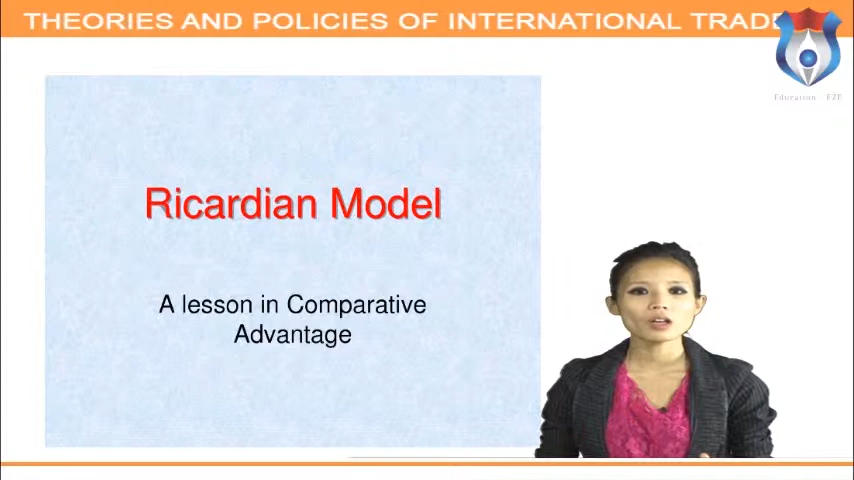 THEORIES AND POLICIES OF INTERNATIONAL TRADE
Ricardian Model
A lesson in Comparative
Advantage